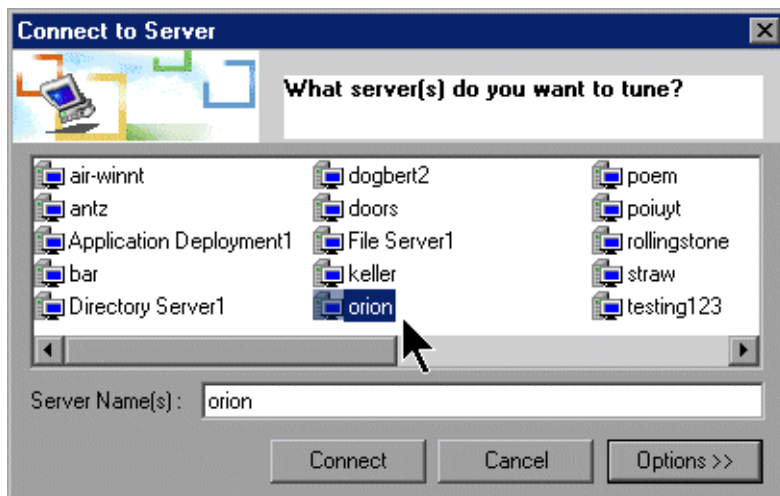 Connect to Server
What server(s) do you want to tune?
air-winnt
antz
Application Deployment1
bar
Directory Server1
dogbert2
doors
File Server1
keller
orion
poem
poiuyt
rollingstone
straw
testing123
Server Name(s) : orion
Connect Cancel Options >>